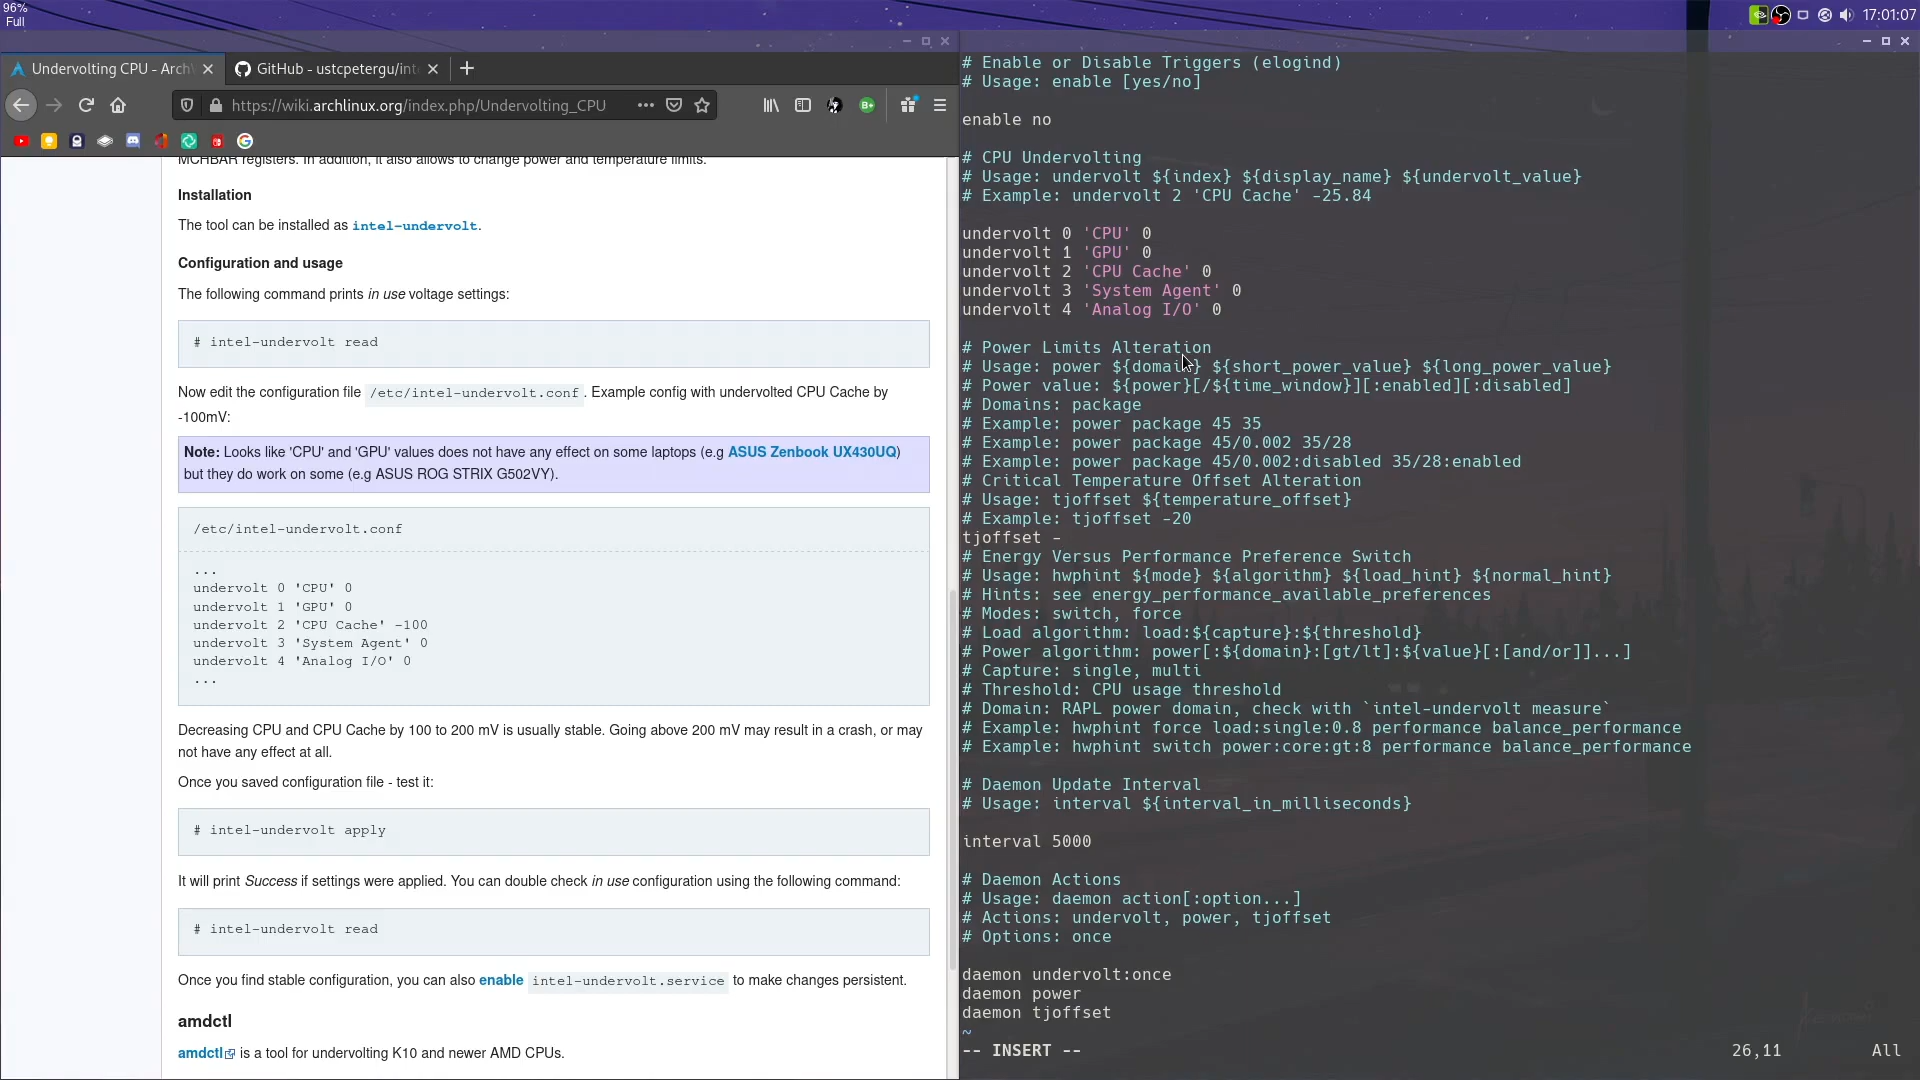 96%
Full
17:01:07
Undervolting CPU - Arch
GitHub - ustcpetergu/int
https://wiki.archlinux.org/index.php/Undervolting_CPU
MCHBAR registers. In addition, it also allows to change power and temperature limits.
Installation
The tool can be installed as intel-undervolt.
Configuration and usage
The following command prints in use voltage settings:
# intel-undervolt read
Now edit the configuration file /etc/intel-undervolt.conf. Example config with undervolted CPU Cache by
-100mV:
Note: Looks like 'CPU' and 'GPU' values does not have any effect on some laptops (e.g ASUS Zenbook UX430UQ)
but they do work on some (e.g ASUS ROG STRIX G502VY).
/etc/intel-undervolt.conf
...
undervolt 0 'CPU' 0
undervolt 1 'GPU' 0
undervolt 2 'CPU Cache' -100
undervolt 3 'System Agent' 0
undervolt 4 'Analog I/O' 0
...
Decreasing CPU and CPU Cache by 100 to 200 mV is usually stable. Going above 200 mV may result in a crash, or may
not have any effect at all.
Once you saved configuration file - test it:
# intel-undervolt apply
It will print Success if settings were applied. You can double check in use configuration using the following command:
# intel-undervolt read
Once you find stable configuration, you can also enable intel-undervolt.service to make changes persistent.
amdctl
amdctl is a tool for undervolting K10 and newer AMD CPUs.
# Enable or Disable Triggers (elogind)
# Usage: enable [yes/no]
enable no
# CPU Undervolting
# Usage: undervolt ${index} ${display_name} ${undervolt_value}
# Example: undervolt 2 'CPU Cache' -25.84
undervolt 0 'CPU' 0
undervolt 1 'GPU' 0
undervolt 2 'CPU Cache' 0
undervolt 3 'System Agent' 0
undervolt 4 'Analog I/O' 0
# Power Limits Alteration
# Usage: power ${domain} ${short_power_value} ${long_power_value}
# Power value: ${power}[/${time_window}][:enabled][:disabled]
# Domains: package
# Example: power package 45 35
# Example: power package 45/0.002 35/28
# Example: power package 45/0.002:disabled 35/28:enabled
# Critical Temperature Offset Alteration
# Usage: tjoffset ${temperature_offset}
# Example: tjoffset -20
tjoffset -
# Energy Versus Performance Preference Switch
# Usage: hwphint ${mode} ${algorithm} ${load_hint} ${normal_hint}
# Hints: see energy_performance_available_preferences
# Modes: switch, force
# Load algorithm: load:${capture}:${threshold}
# Power algorithm: power[:${domain}:[gt/lt]:${value}[:[and/or]]...]
# Capture: single, multi
# Threshold: CPU usage threshold
# Domain: RAPL power domain, check with `intel-undervolt measure`
# Example: hwphint force load:single:0.8 performance balance_performance
# Example: hwphint switch power:core:gt:8 performance balance_performance
# Daemon Update Interval
# Usage: interval ${interval_in_milliseconds}
interval 5000
# Daemon Actions
# Usage: daemon action[:option...]
# Actions: undervolt, power, tjoffset
# Options: once
daemon undervolt:once
daemon power
daemon tjoffset
~
-- INSERT -- 26,11 All